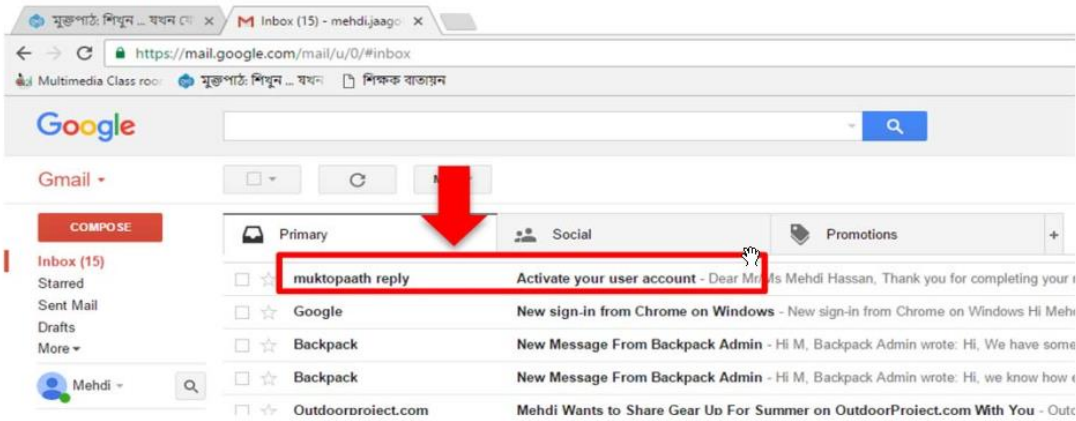 মুক্তপাঠ: শিখুন ... যখন
Inbox (15) - mehdi.jaago
https://mail.google.com/mail/u/0/#inbox
Multimedia Class roo
মুক্তপাঠ: শিখুন ... যখন
শিক্ষক বাতায়ন
Google
Gmail
COMPOSE
Primary
Social
Promotions
+
Inbox (15)
Starred
Sent Mail
Drafts
More
Mehdi
muktopaath reply Activate your user account - Dear Mr/Ms Mehdi Hassan, Thank you for completing your
Google New sign-in from Chrome on Windows - New sign-in from Chrome on Windows Hi Meh
Backpack New Message From Backpack Admin - Hi M, Backpack Admin wrote: Hi, We have some
Backpack New Message From Backpack Admin - Hi M, Backpack Admin wrote: Hi, we know how
Outdoorproject.com Mehdi Wants to Share Gear Up For Summer on OutdoorProject.com With You - Outd